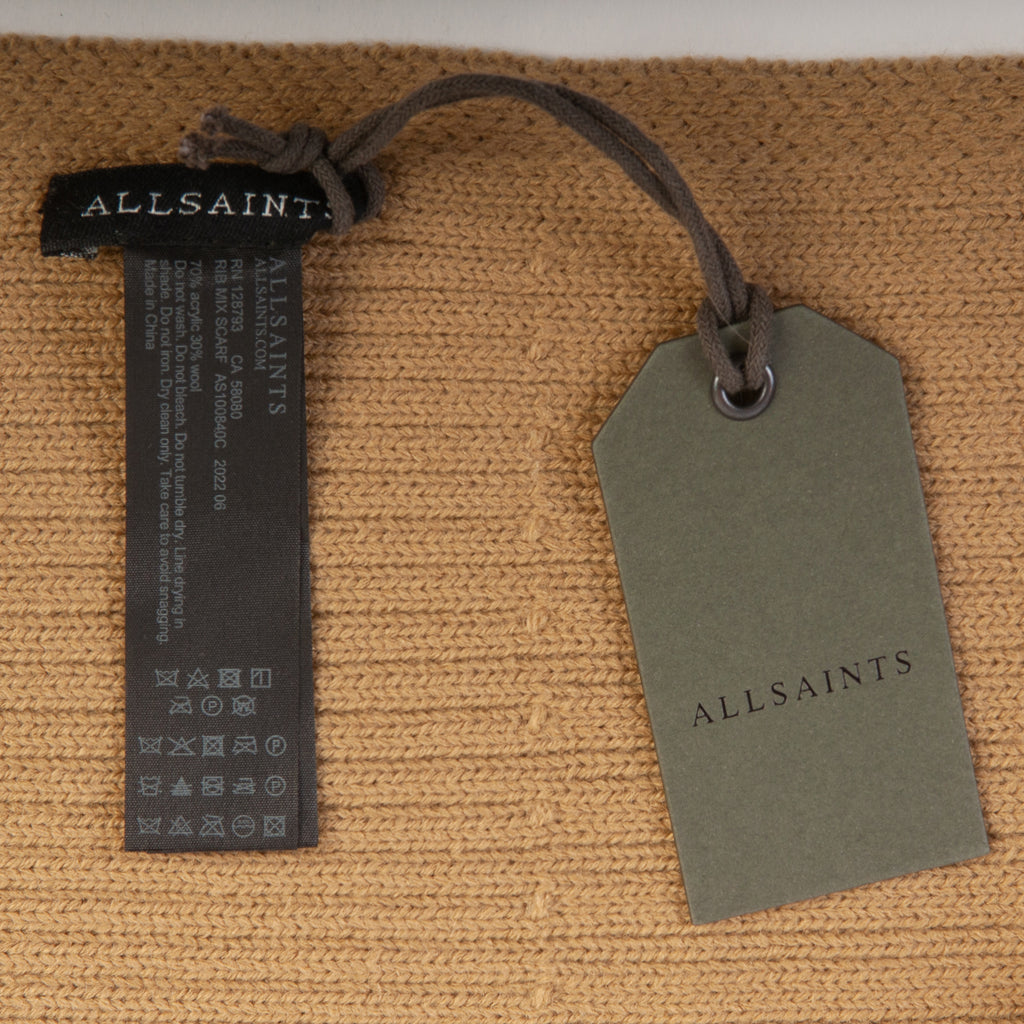 ALLSAINTS
ALLSAINTS
ALLSAINTS.COM
RN 128793 CA 58080
RIB MIX SCARF AS100840C 2022 06
70% acrylic 30% wool
Do not wash. Do not bleach. Do not tumble dry. Line drying in
shade. Do not iron. Dry clean only. Take care to avoid snagging.
Made in China
P
W
P
P
ALLSAINTS